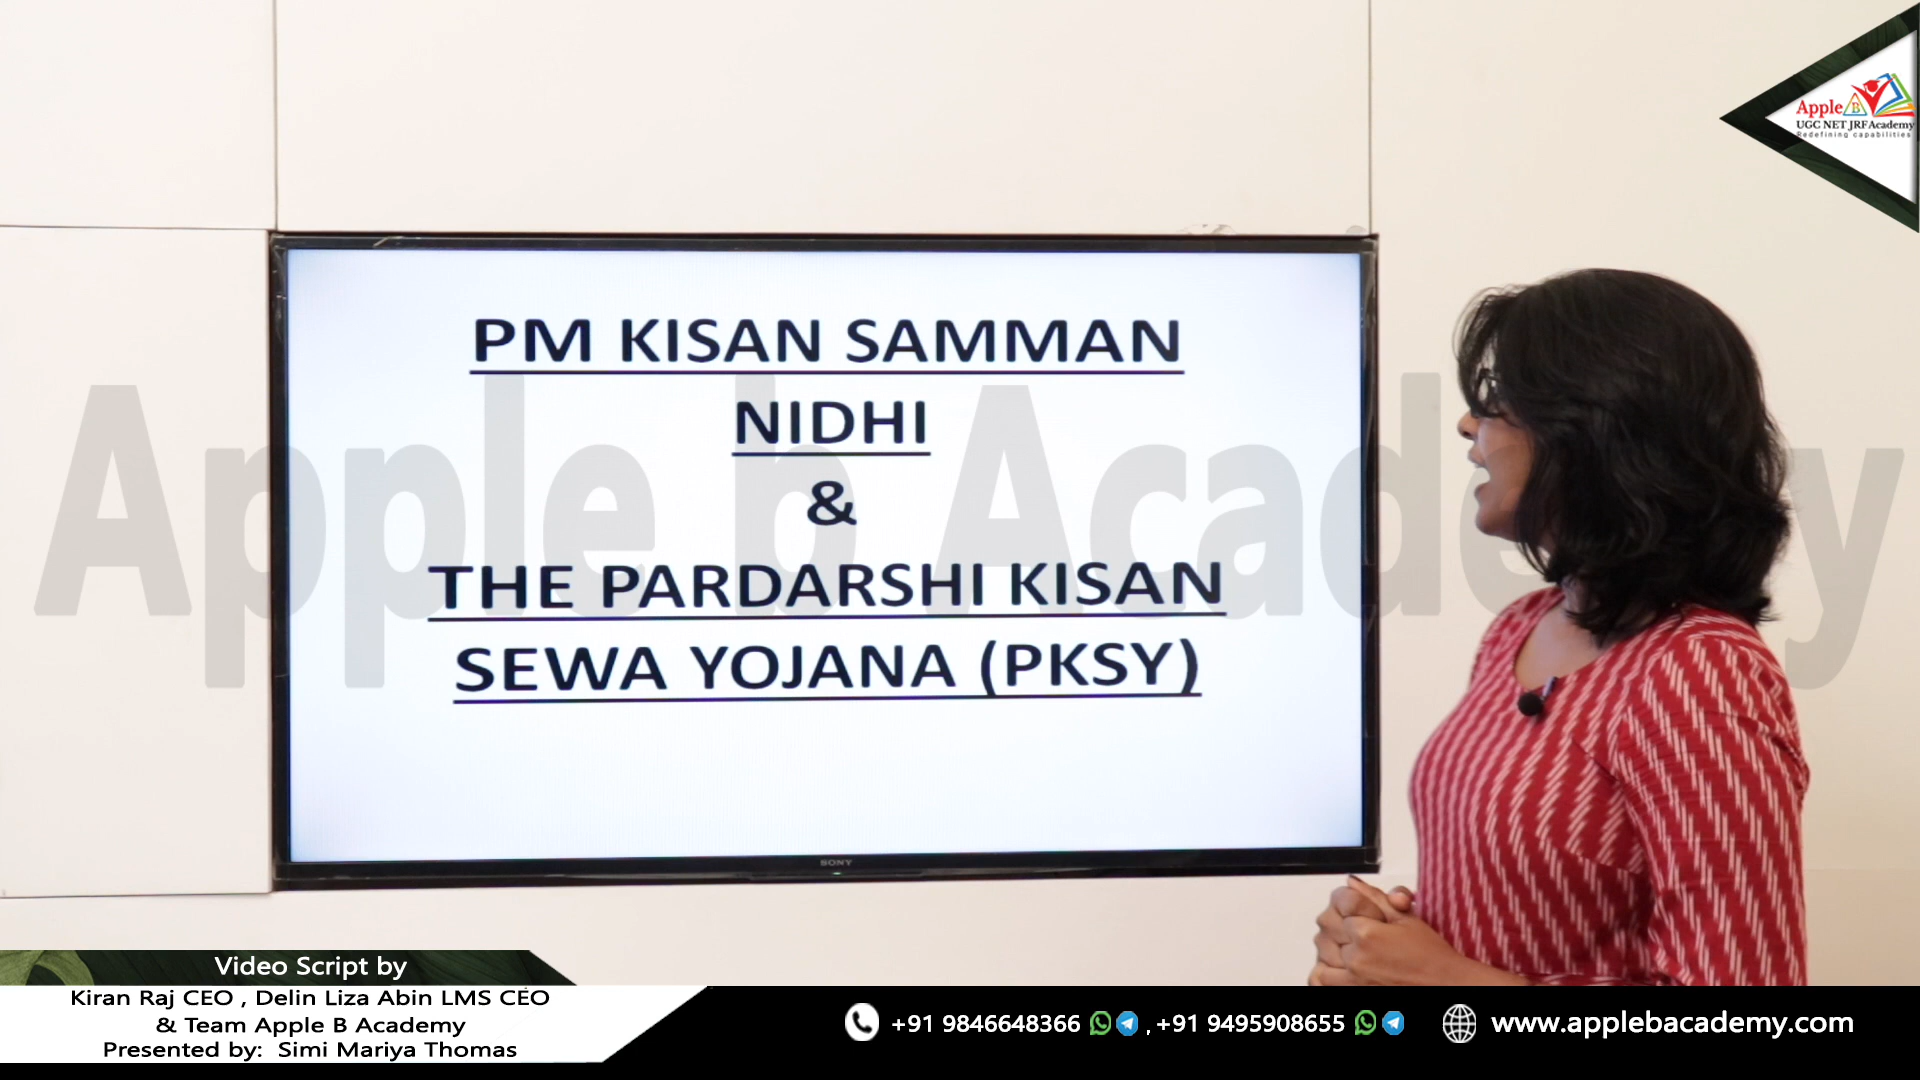 Apple B
UGC NET JRF Academy
Redefining capabilities
PM KISAN SAMMAN
NIDHI
&
THE PARDARSHI KISAN
SEWA YOJANA (PKSY)
Apple b Academy
SONY
Video Script by
Kiran Raj CEO , Delin Liza Abin LMS CEO
& Team Apple B Academy
Presented by: Simi Mariya Thomas
+91 9846648366 , +91 9495908655 www.applebacademy.com